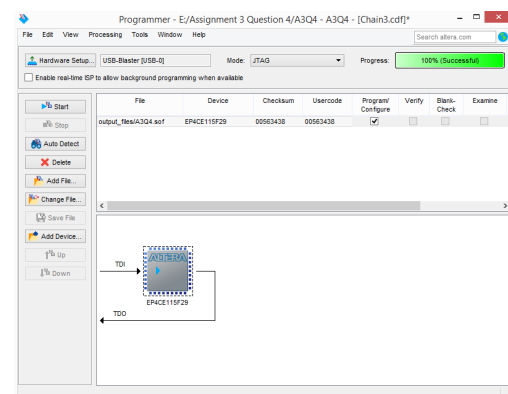 Programmer - E:/Assignment 3 Question 4/A3Q4 - A3Q4 - [Chain3.cdf]*
File Edit View Processing Tools Window Help
Search altera.com
Hardware Setup... USB-Blaster [USB-0] Mode: JTAG Progress: 100% (Successful)
Enable real-time ISP to allow background programming when available
Start
Stop
Auto Detect
Delete
Add File...
Change File...
Save File
Add Device...
Up
Down
File Device Checksum Usercode Program/ Configure Verify Blank- Check Examine
output_files/A3Q4.sof EP4CE115F29 00563438 00563438
ALTERA
TDI
EP4CE115F29
TDO